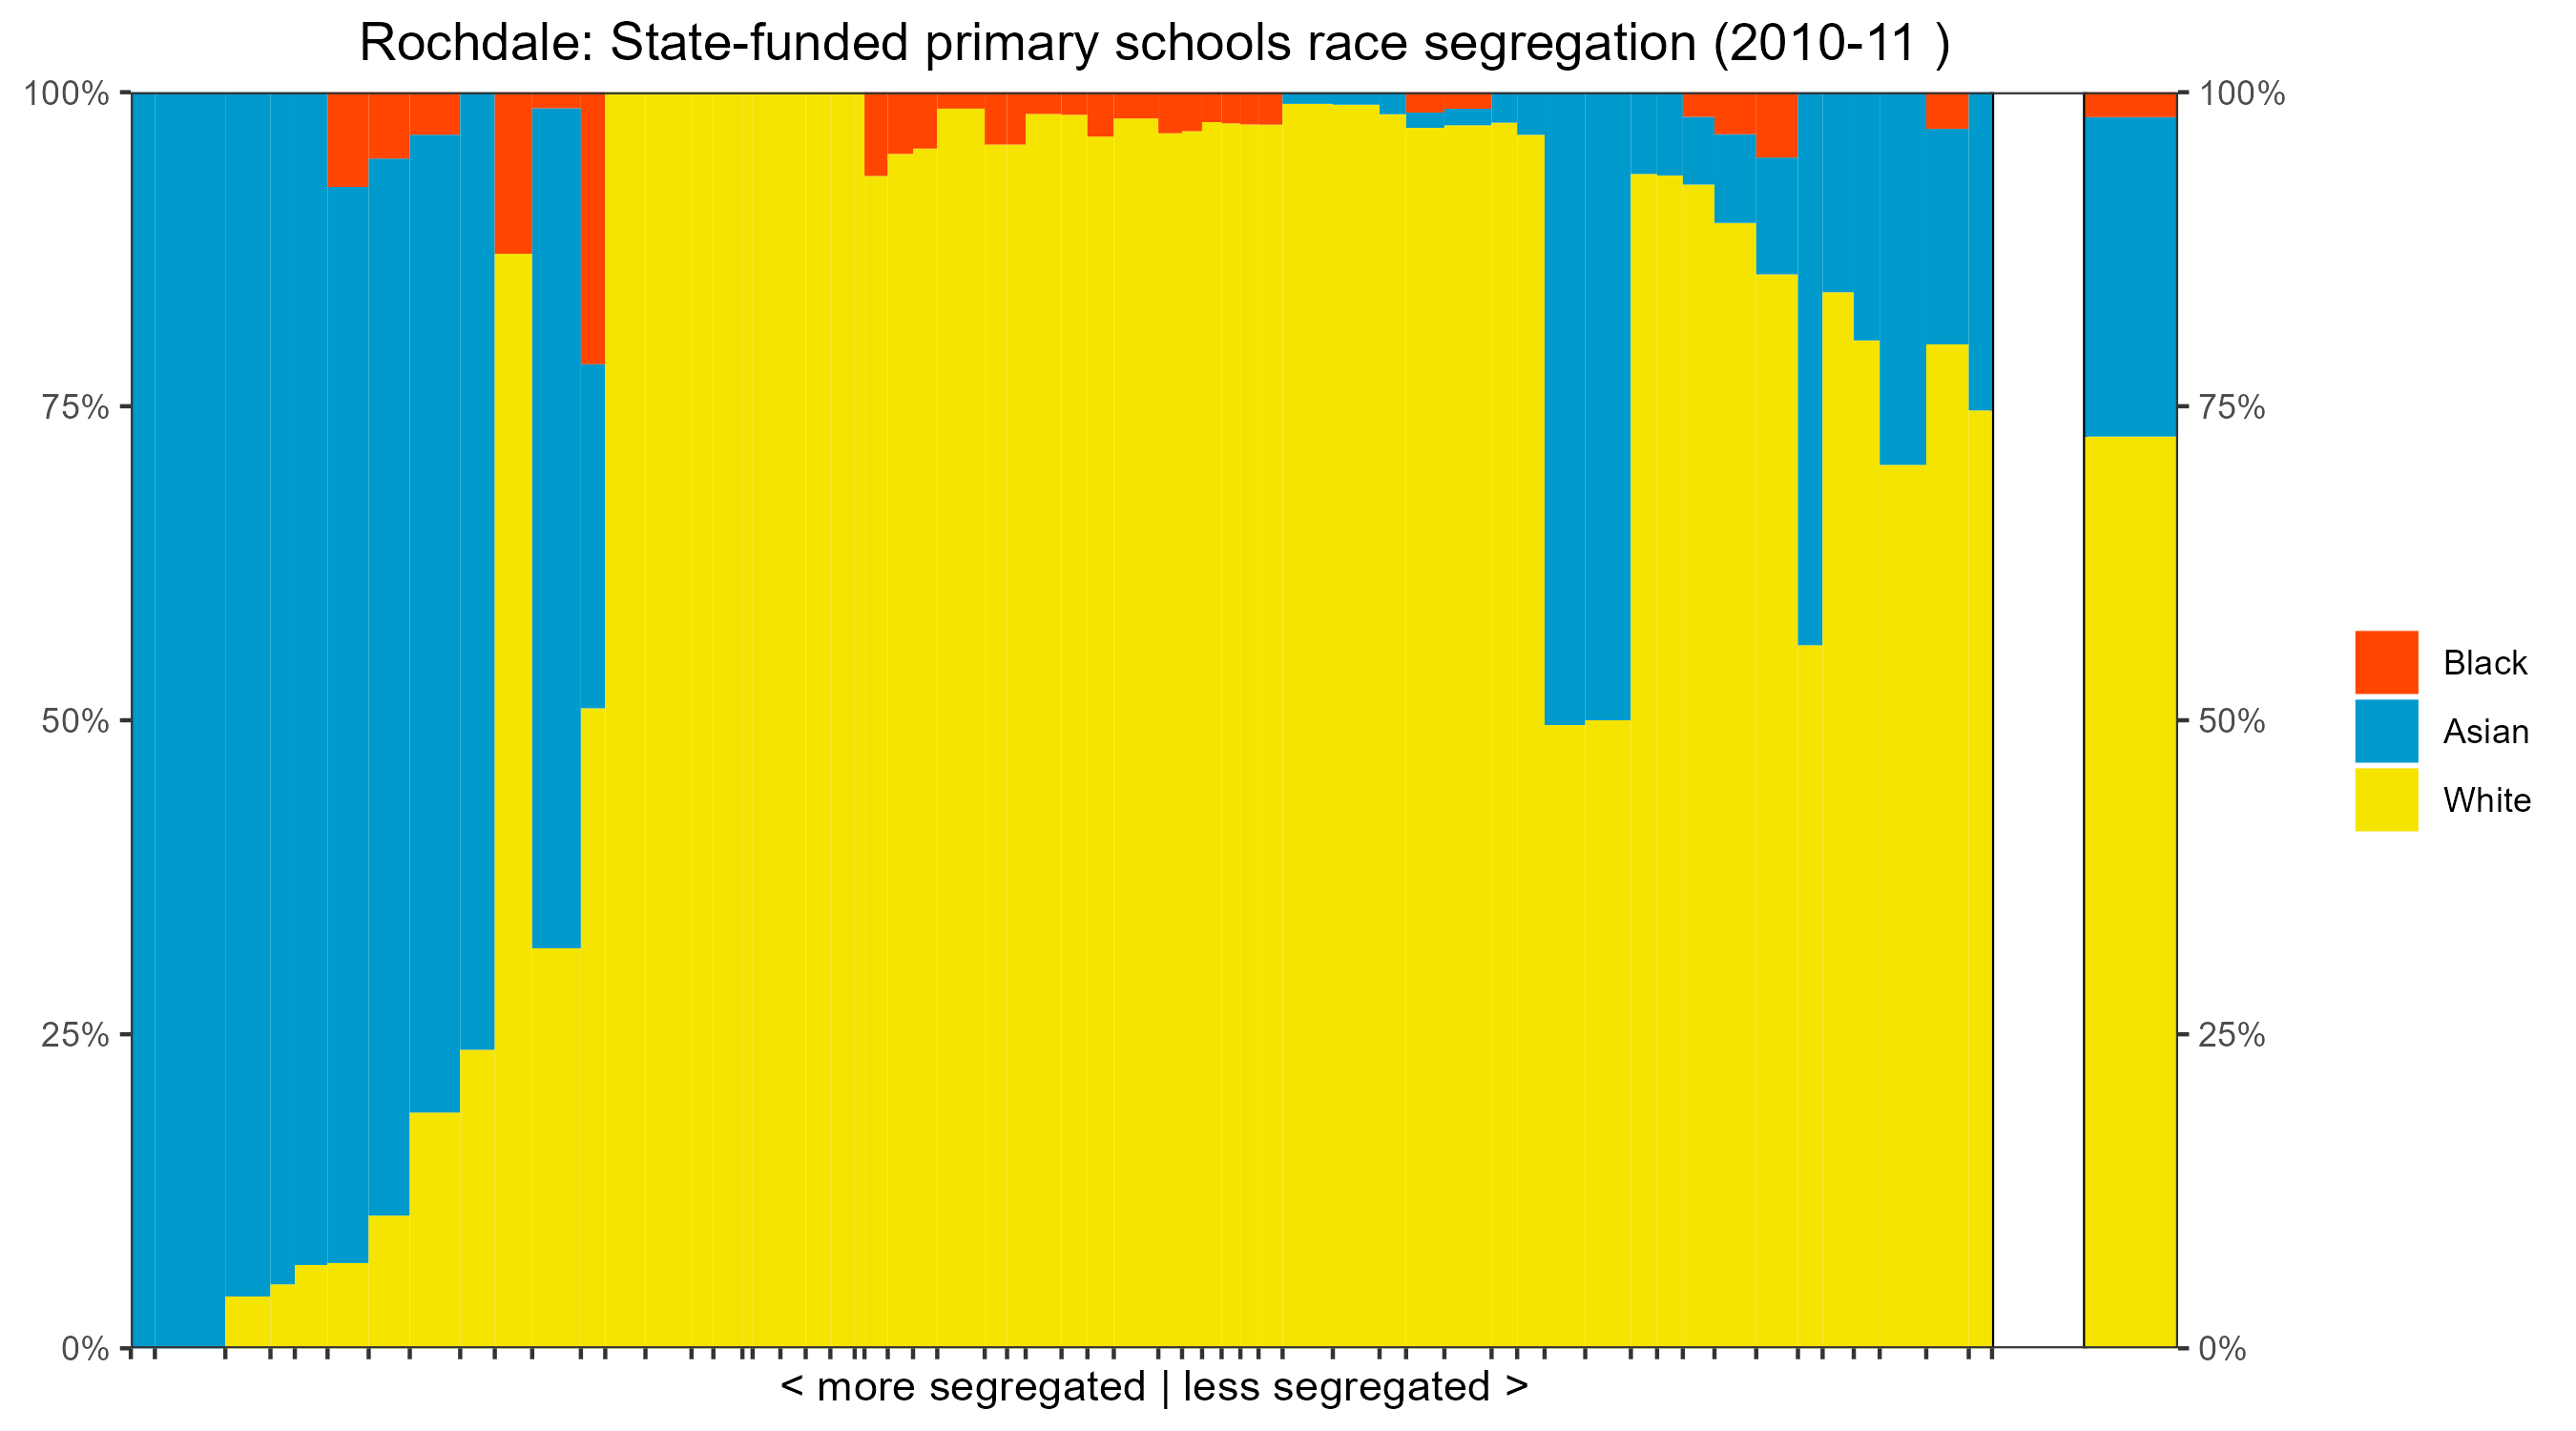 Rochdale: State-funded primary schools race segregation (2010-11 )
100%
75%
50%
25%
0%
100%
75%
50%
25%
0%
Black
Asian
White
< more segregated | less segregated >